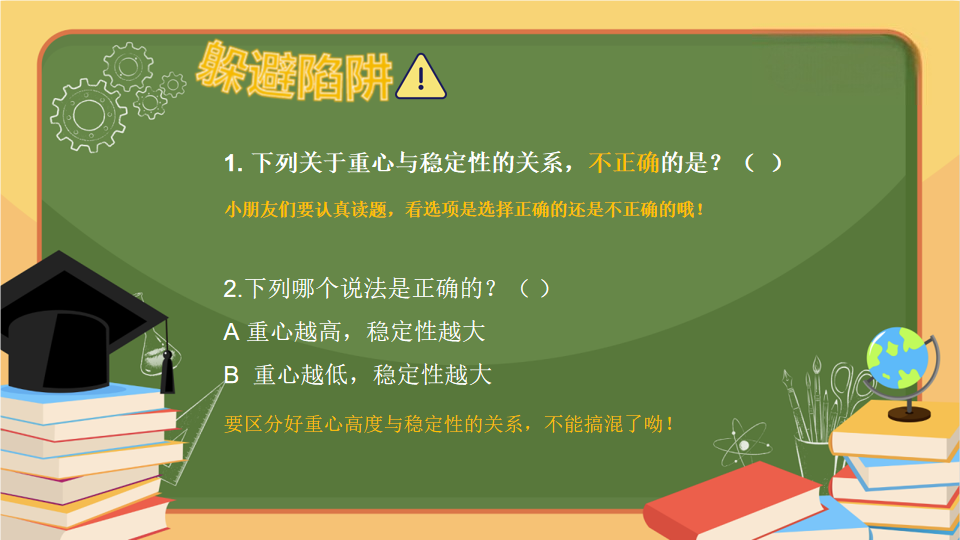 躲避陷阱
1. 下列关于重心与稳定性的关系，不正确的是？（ ）
小朋友们要认真读题，看选项是选择正确的还是不正确的哦！
2.下列哪个说法是正确的？（ ）
A 重心越高，稳定性越大
B 重心越低，稳定性越大
要区分好重心高度与稳定性的关系，不能搞混了呦！